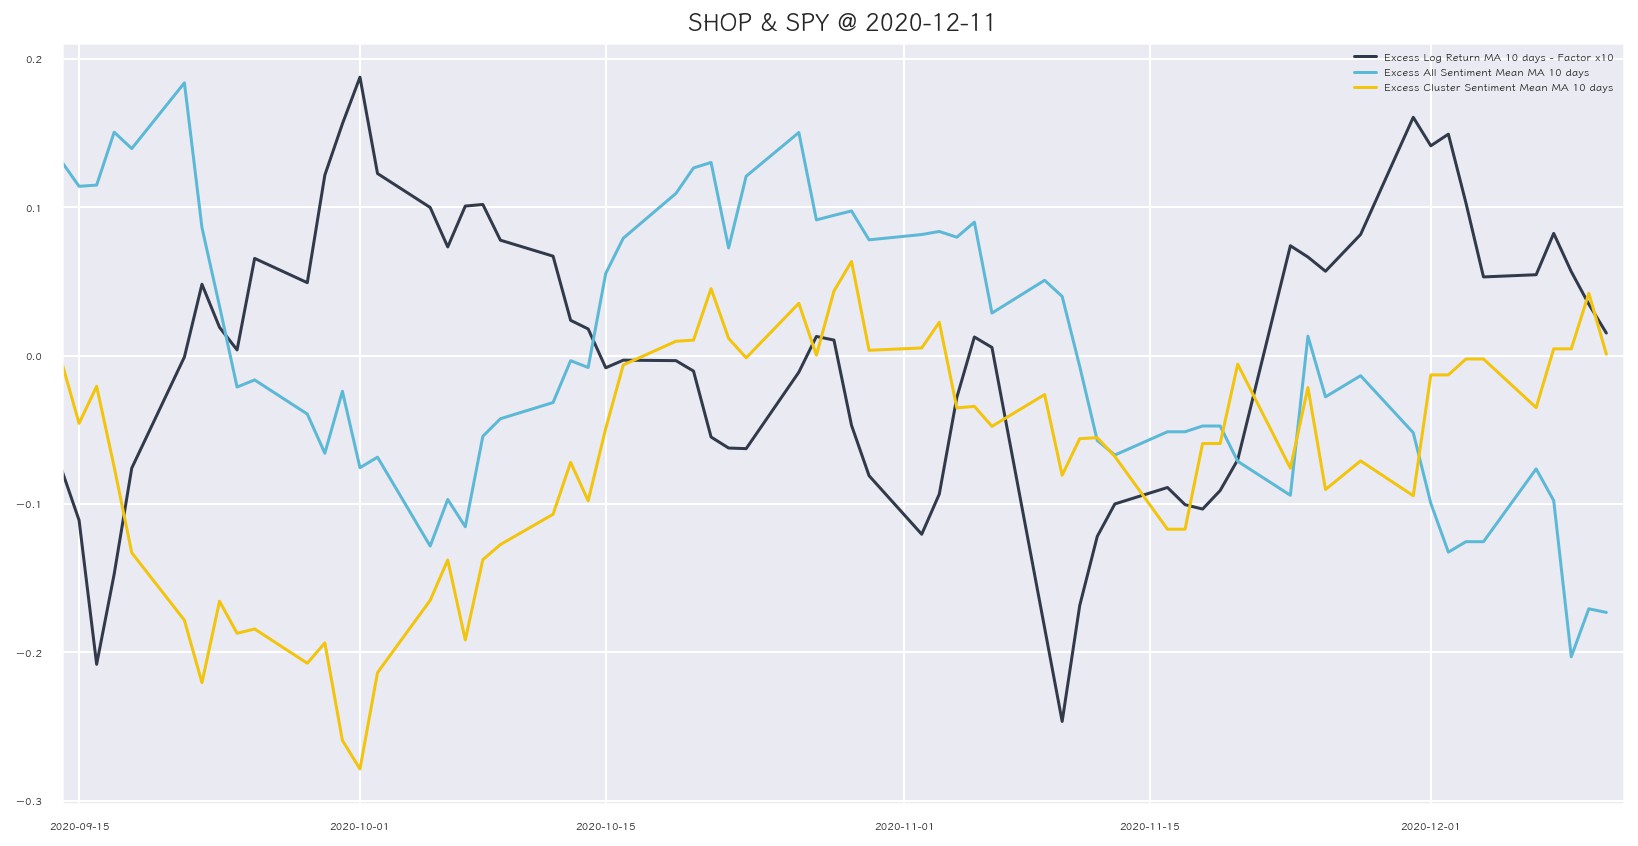 SHOP & SPY @ 2020-12-11
Excess Log Return MA 10 days - Factor x10
Excess All Sentiment Mean MA 10 days
Excess Cluster Sentiment Mean MA 10 days
0.2
0.1
0.0
−0.1
−0.2
−0.3
2020-09-15 2020-10-01 2020-10-15 2020-11-01 2020-11-15 2020-12-01